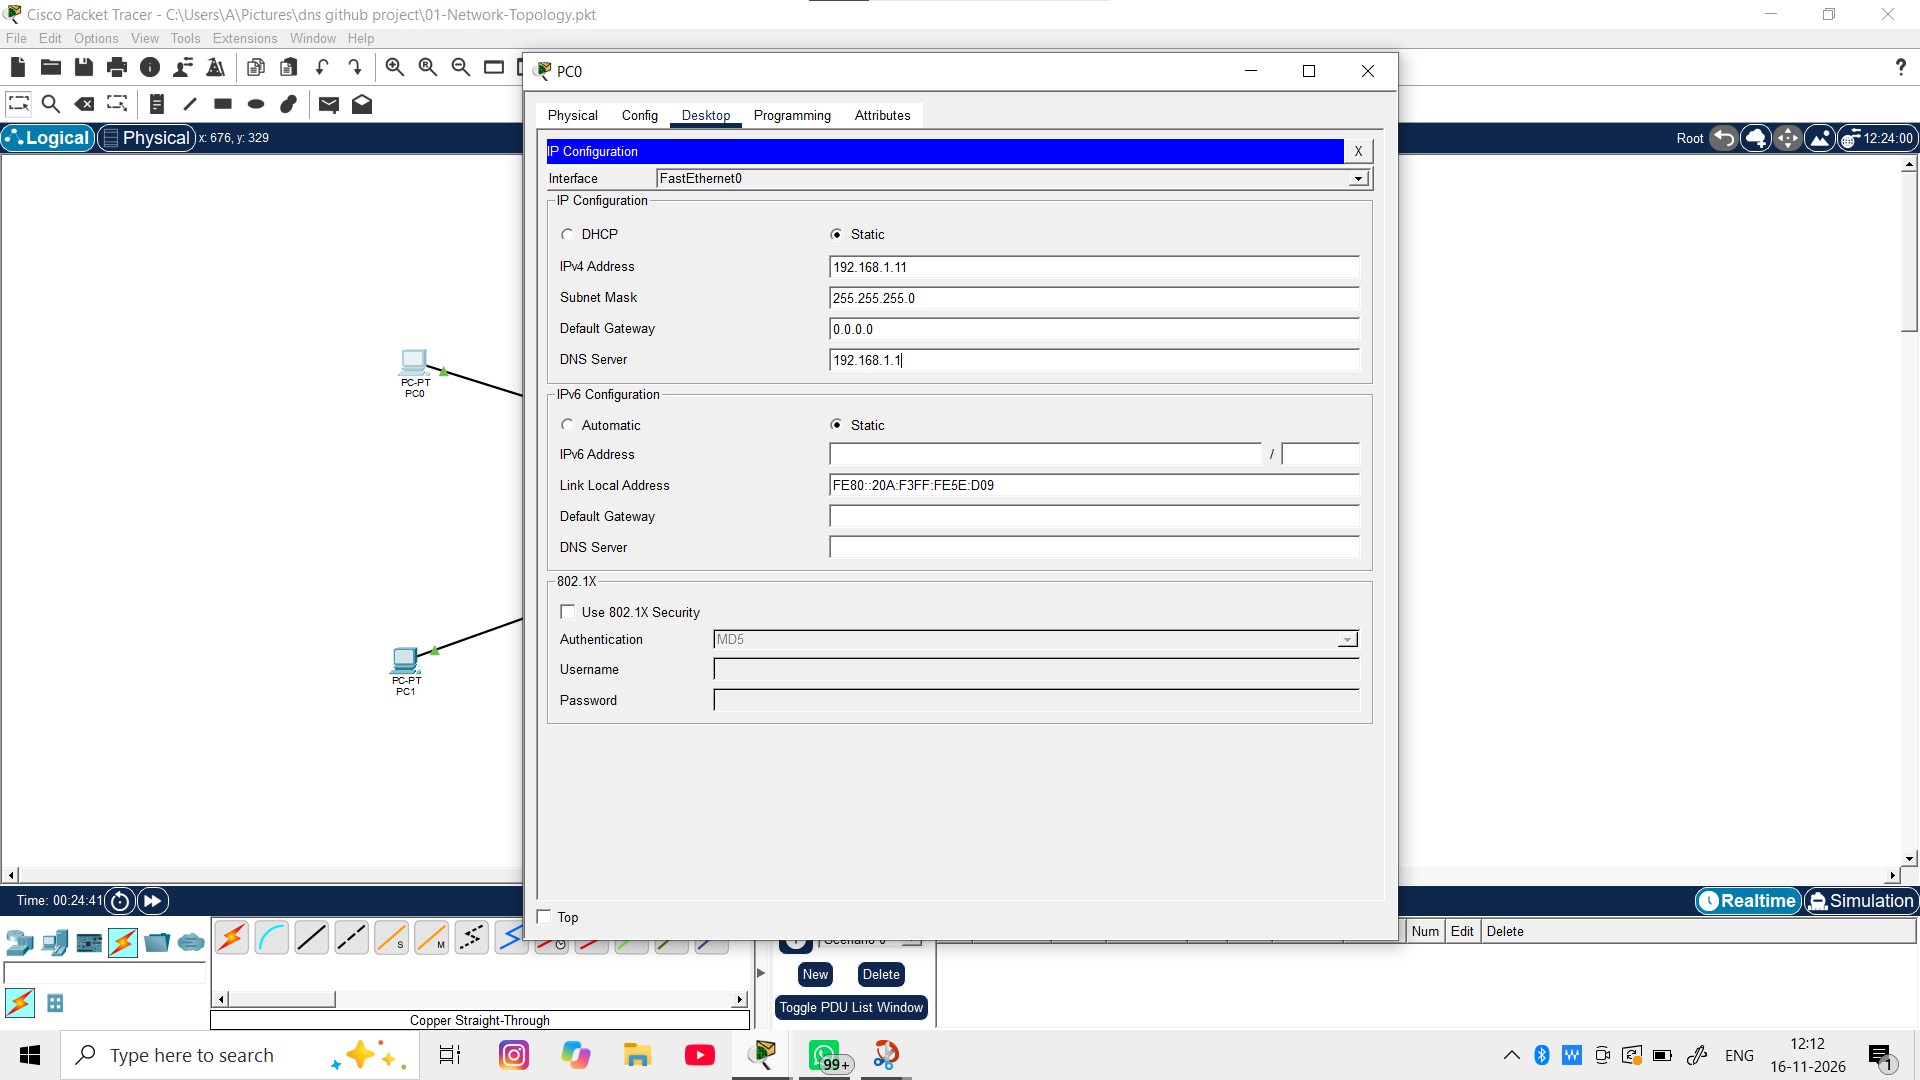 Cisco Packet Tracer - C:\Users\A\Pictures\dns github project\01-Network-Topology.pkt
File Edit Options View Tools Extensions Window Help
Logical Physical x: 676, y: 329
Root 12:24:00
PC0
Physical Config Desktop Programming Attributes
IP Configuration X
Interface FastEthernet0
IP Configuration
DHCP Static
IPv4 Address 192.168.1.11
Subnet Mask 255.255.255.0
Default Gateway 0.0.0.0
DNS Server 192.168.1.1
IPv6 Configuration
Automatic Static
IPv6 Address /
Link Local Address FE80::20A:F3FF:FE5E:D09
Default Gateway
DNS Server
802.1X
Use 802.1X Security
Authentication MD5
Username
Password
Top
PC-PT
PC0
PC-PT
PC1
Time: 00:24:41
Realtime Simulation
Scenario 0
Num Edit Delete
New Delete
Toggle PDU List Window
S
M
Copper Straight-Through
Type here to search
99+
ENG
12:12
16-11-2026
1